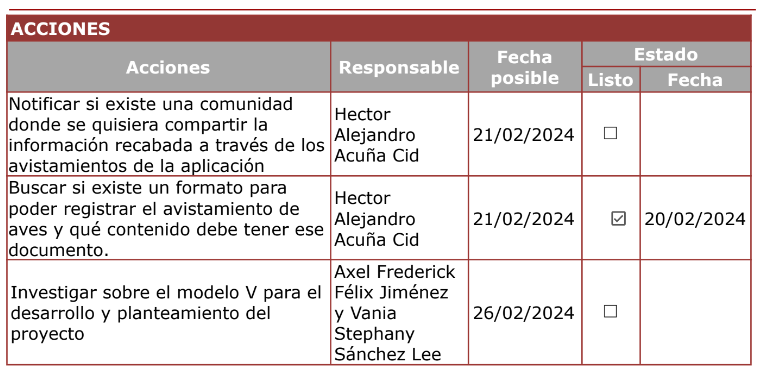 ACCIONES
Acciones
Responsable
Fecha
posible
Estado
Listo
Fecha
Notificar si existe una comunidad
donde se quisiera compartir la
información recabada a través de los
avistamientos de la aplicación
Hector
Alejandro
Acuña Cid
21/02/2024
☐
Buscar si existe un formato para
poder registrar el avistamiento de
aves y qué contenido debe tener ese
documento.
Hector
Alejandro
Acuña Cid
21/02/2024
☑
20/02/2024
Investigar sobre el modelo V para el
desarrollo y planteamiento del
proyecto
Axel Frederick
Félix Jiménez
y Vania
Stephany
Sánchez Lee
26/02/2024
☐